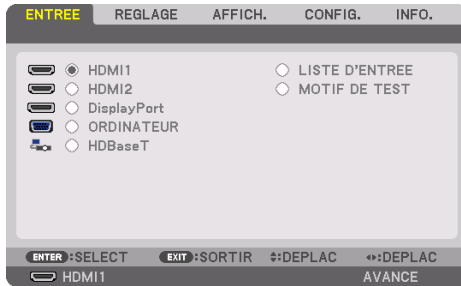 ENTREE REGLAGE AFFICH. CONFIG. INFO.
HDMI1 LISTE D'ENTREE
HDMI2 MOTIF DE TEST
DisplayPort
ORDINATEUR
HDBaseT
ENTER:SELECT EXIT:SORTIR :DEPLAC :DEPLAC
HDMI1 AVANCE